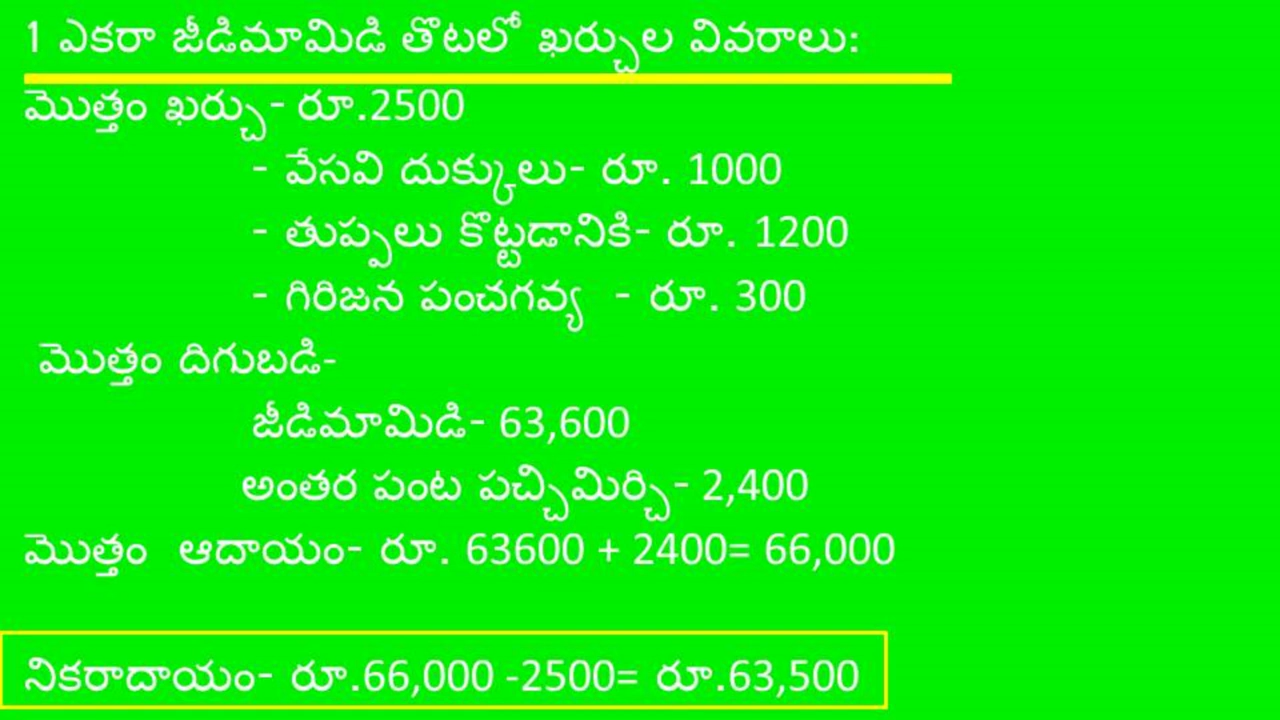 1 ఎకరా జీడిమామిడి తొటలో ఖర్చుల వివరాలు:
మొత్తం ఖర్చు- రూ.2500
- వేసవి దుక్కులు- రూ. 1000
- తుప్పలు కొట్టడానికి- రూ. 1200
- గిరిజన పంచగవ్య - రూ. 300
మొత్తం దిగుబడి-
జీడిమామిడి- 63,600
అంతర పంట పచ్చిమిర్చి- 2,400
మొత్తం ఆదాయం- రూ. 63600 + 2400= 66,000
నికరాదాయం- రూ.66,000 -2500= రూ.63,500